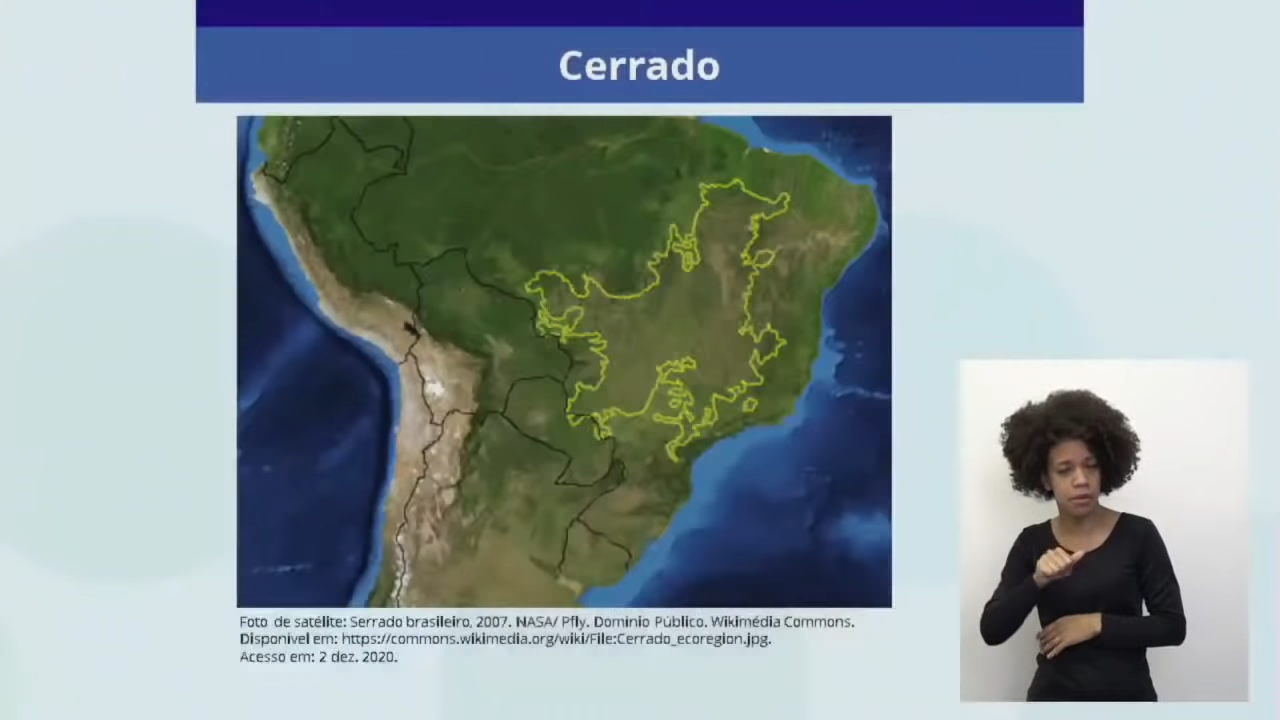 Cerrado
Foto de satélite: Serrado brasileiro, 2007. NASA/ Pfly. Domínio Público. Wikimédia Commons.
Disponível em: https://commons.wikimedia.org/wiki/File:Cerrado_ecoregion.jpg.
Acesso em: 2 dez. 2020.